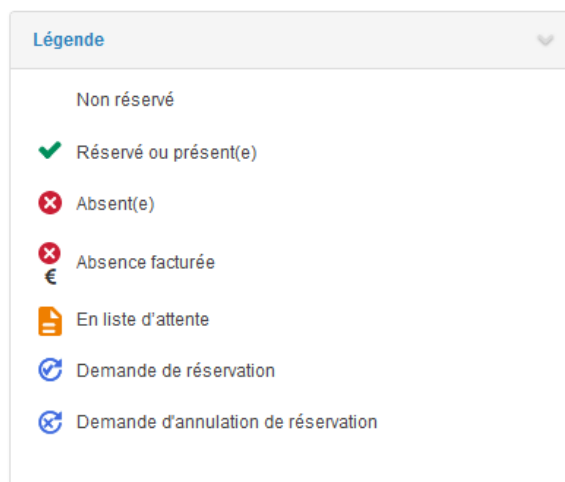 Légende
Non réservé
Réservé ou présent(e)
Absent(e)
€
Absence facturée
En liste d'attente
Demande de réservation
Demande d'annulation de réservation